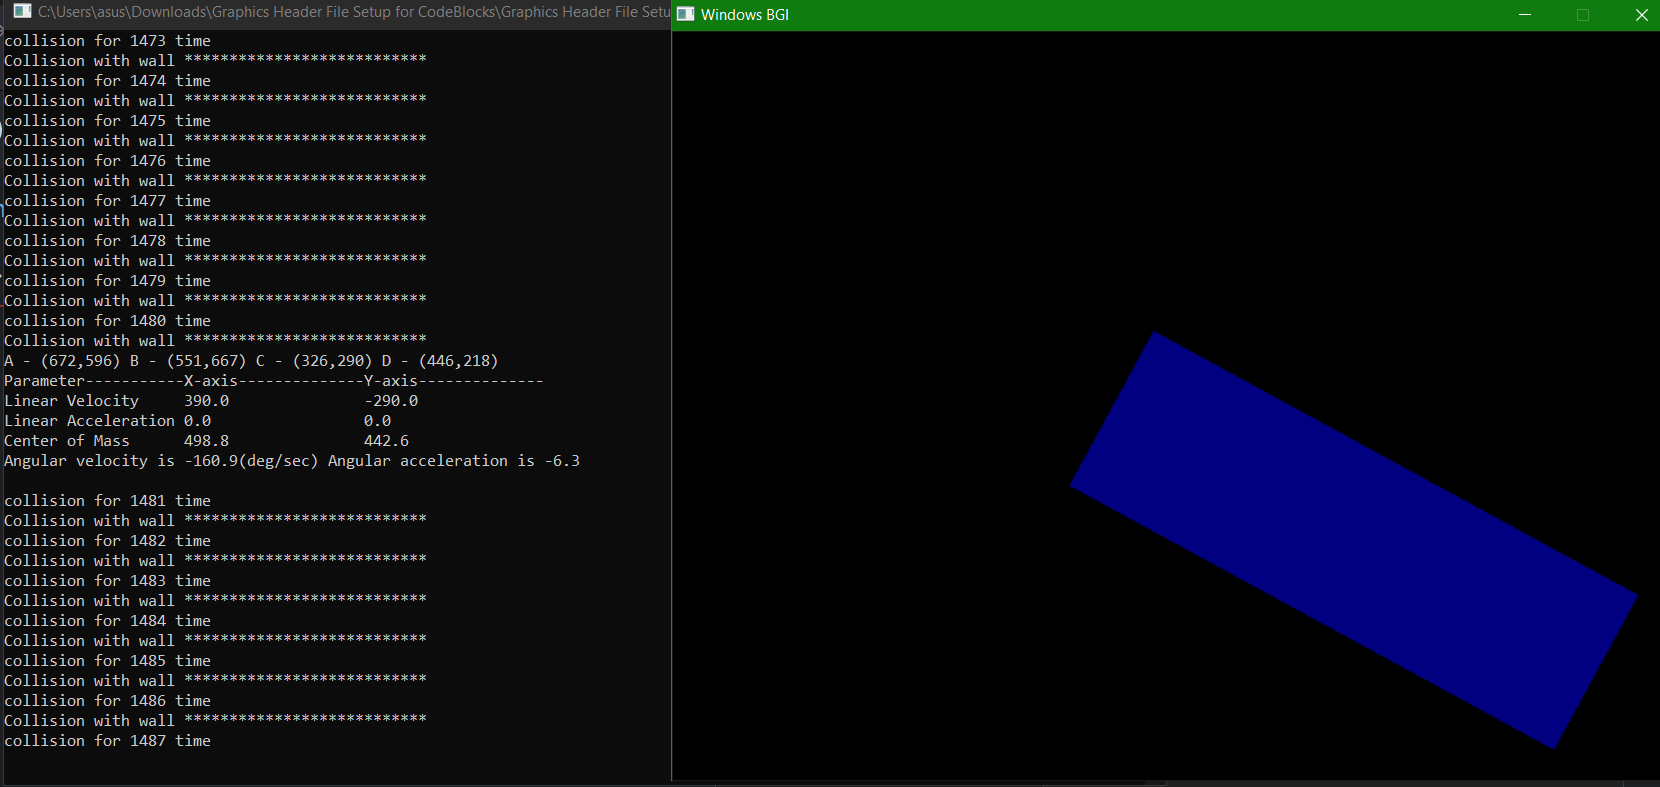 C:\Users\asus\Downloads\Graphics Header File Setup for CodeBlocks\Graphics Header File Setu
Windows BGI
collision for 1473 time
Collision with wall ***************************
collision for 1474 time
Collision with wall ***************************
collision for 1475 time
Collision with wall ***************************
collision for 1476 time
Collision with wall ***************************
collision for 1477 time
Collision with wall ***************************
collision for 1478 time
Collision with wall ***************************
collision for 1479 time
Collision with wall ***************************
collision for 1480 time
Collision with wall ***************************
A - (672,596) B - (551,667) C - (326,290) D - (446,218)
Parameter-----------X-axis--------------Y-axis--------------
Linear Velocity     390.0               -290.0
Linear Acceleration 0.0                 0.0
Center of Mass      498.8               442.6
Angular velocity is -160.9(deg/sec) Angular acceleration is -6.3
collision for 1481 time
Collision with wall ***************************
collision for 1482 time
Collision with wall ***************************
collision for 1483 time
Collision with wall ***************************
collision for 1484 time
Collision with wall ***************************
collision for 1485 time
Collision with wall ***************************
collision for 1486 time
Collision with wall ***************************
collision for 1487 time